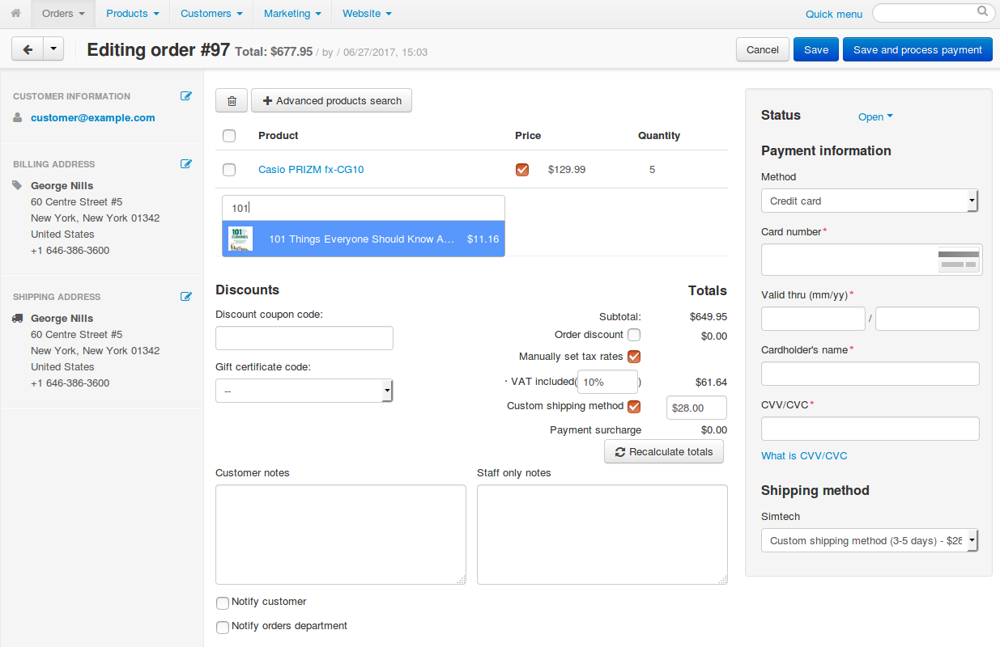 Orders
Products
Customers
Marketing
Website
Quick menu
Editing order #97 Total: $677.95 / by / 06/27/2017, 15:03
Cancel
Save
Save and process payment
CUSTOMER INFORMATION
customer@example.com
BILLING ADDRESS
George Nills
60 Centre Street #5
New York, New York 01342
United States
+1 646-386-3600
SHIPPING ADDRESS
George Nills
60 Centre Street #5
New York, New York 01342
United States
+1 646-386-3600
Advanced products search
Product Price Quantity
Casio PRIZM fx-CG10 $129.99 5
101
101 Things Everyone Should Know A... $11.16
Discounts
Discount coupon code:
Gift certificate code:
--
Totals
Subtotal: $649.95
Order discount $0.00
Manually set tax rates
· VAT included( 10% ) $61.64
Custom shipping method $28.00
Payment surcharge $0.00
Recalculate totals
Customer notes
Staff only notes
Notify customer
Notify orders department
Status Open
Payment information
Method
Credit card
Card number*
Valid thru (mm/yy)*
/
Cardholder's name*
CVV/CVC*
What is CVV/CVC
Shipping method
Simtech
Custom shipping method (3-5 days) - $28